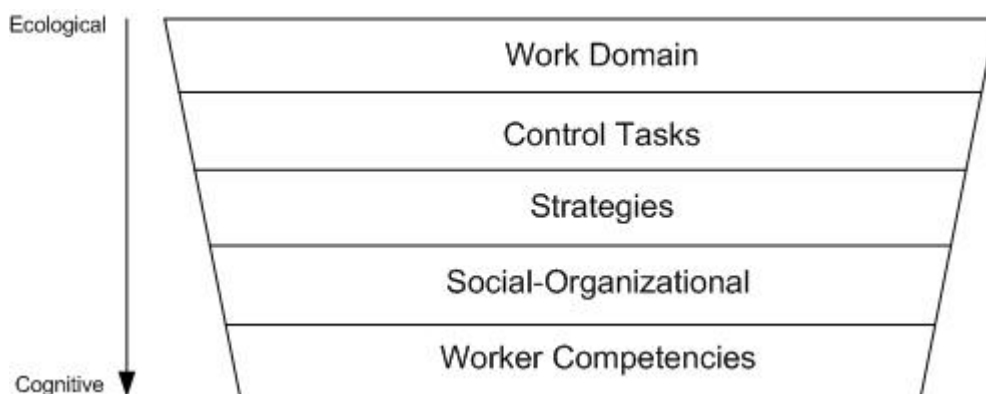 Ecological
Work Domain
Control Tasks
Strategies
Social-Organizational
Worker Competencies
Cognitive